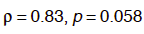 ρ = 0.83, p = 0.058